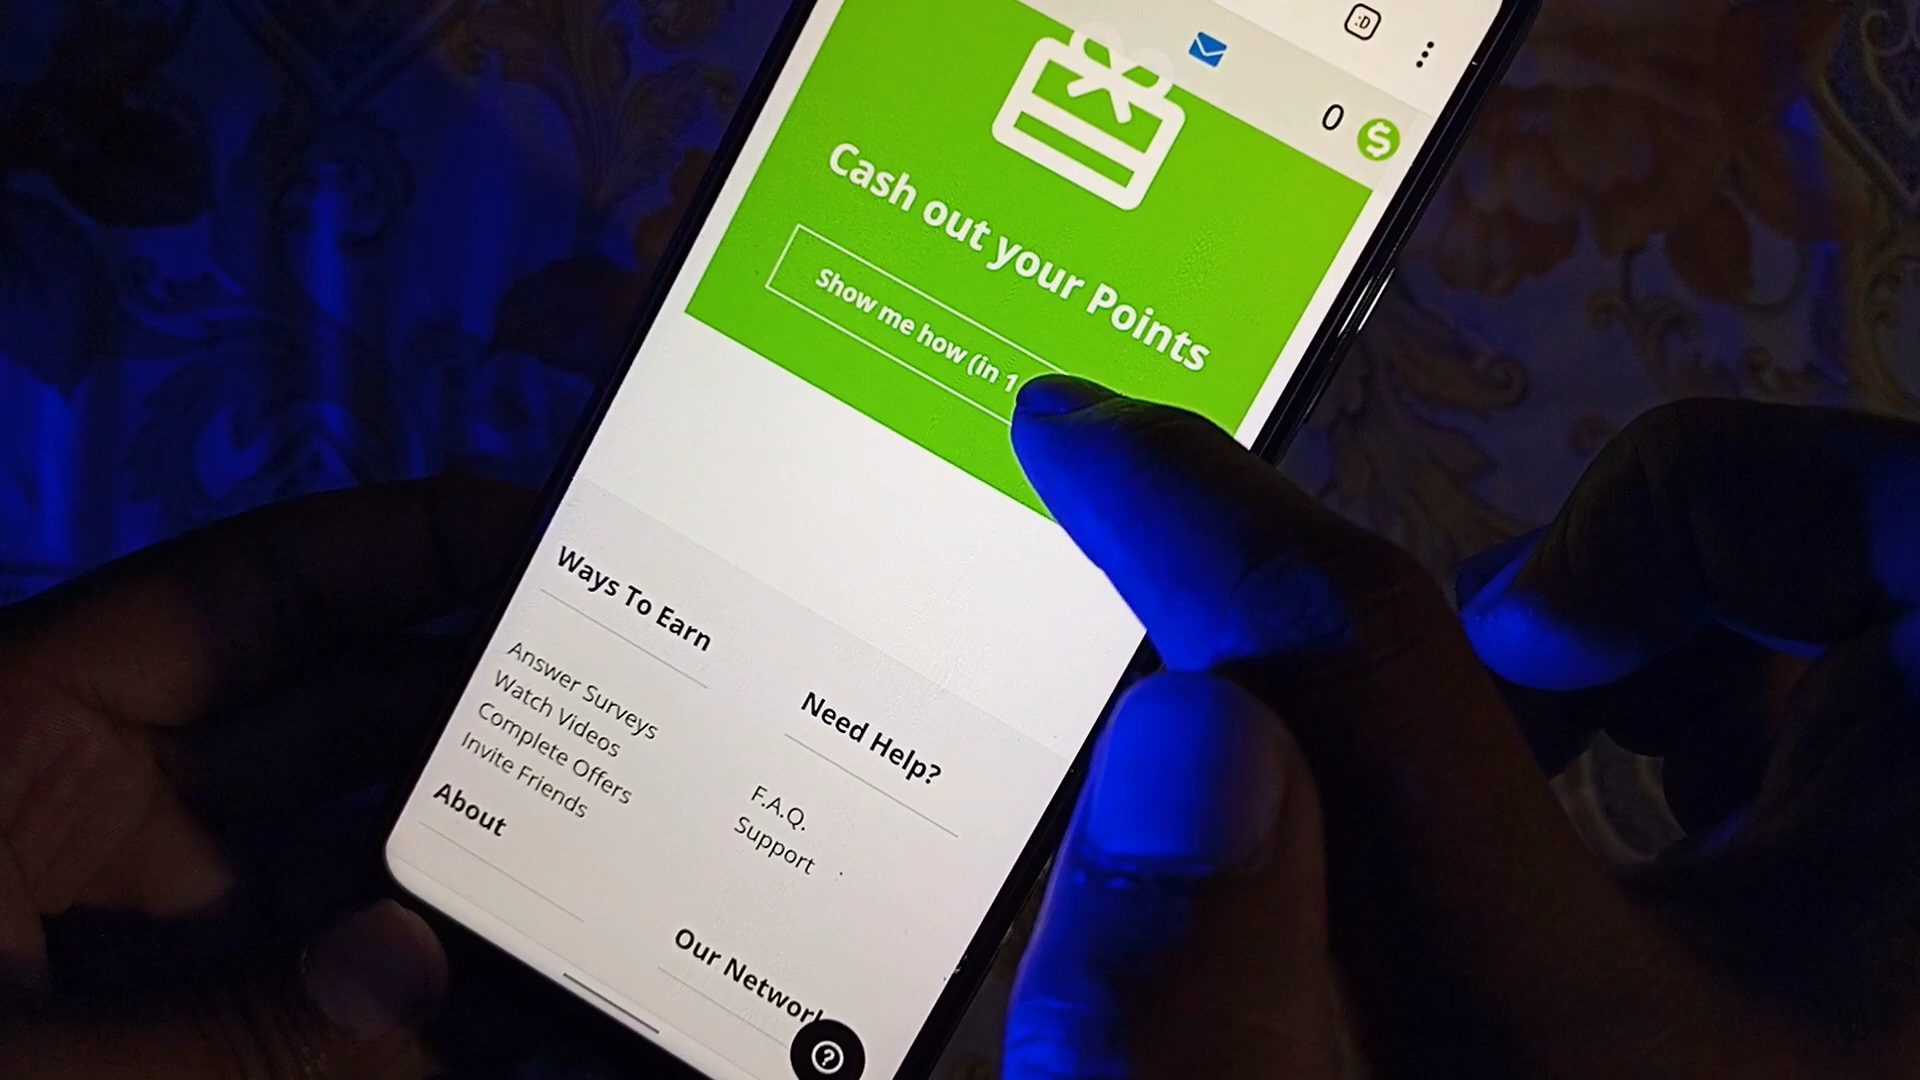 :D
0
Cash out your Points
Show me how (in 1
Ways To Earn
Answer Surveys
Watch Videos
Complete Offers
Invite Friends
Need Help?
F.A.Q.
Support
About
Our Network
?